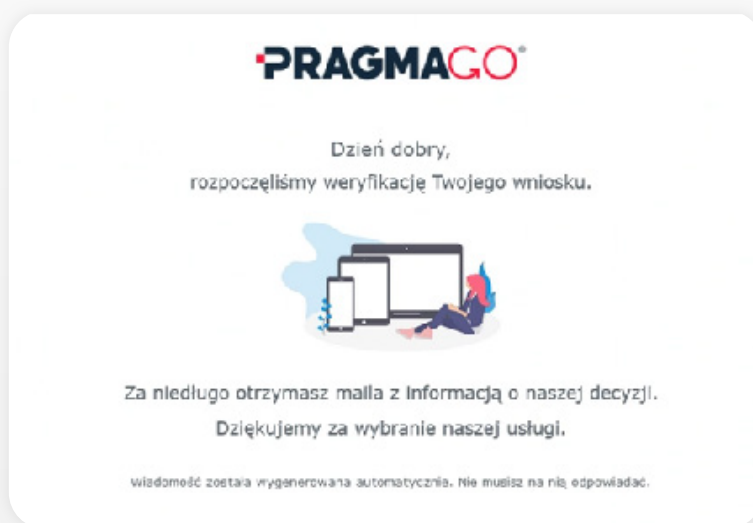 PRAGMAGO®
Dzień dobry,
rozpoczęliśmy weryfikację Twojego wniosku.
Za niedługo otrzymasz maila z informacją o naszej decyzji.
Dziękujemy za wybranie naszej usługi.
Wiadomość została wygenerowana automatycznie. Nie musisz na nią odpowiadać.